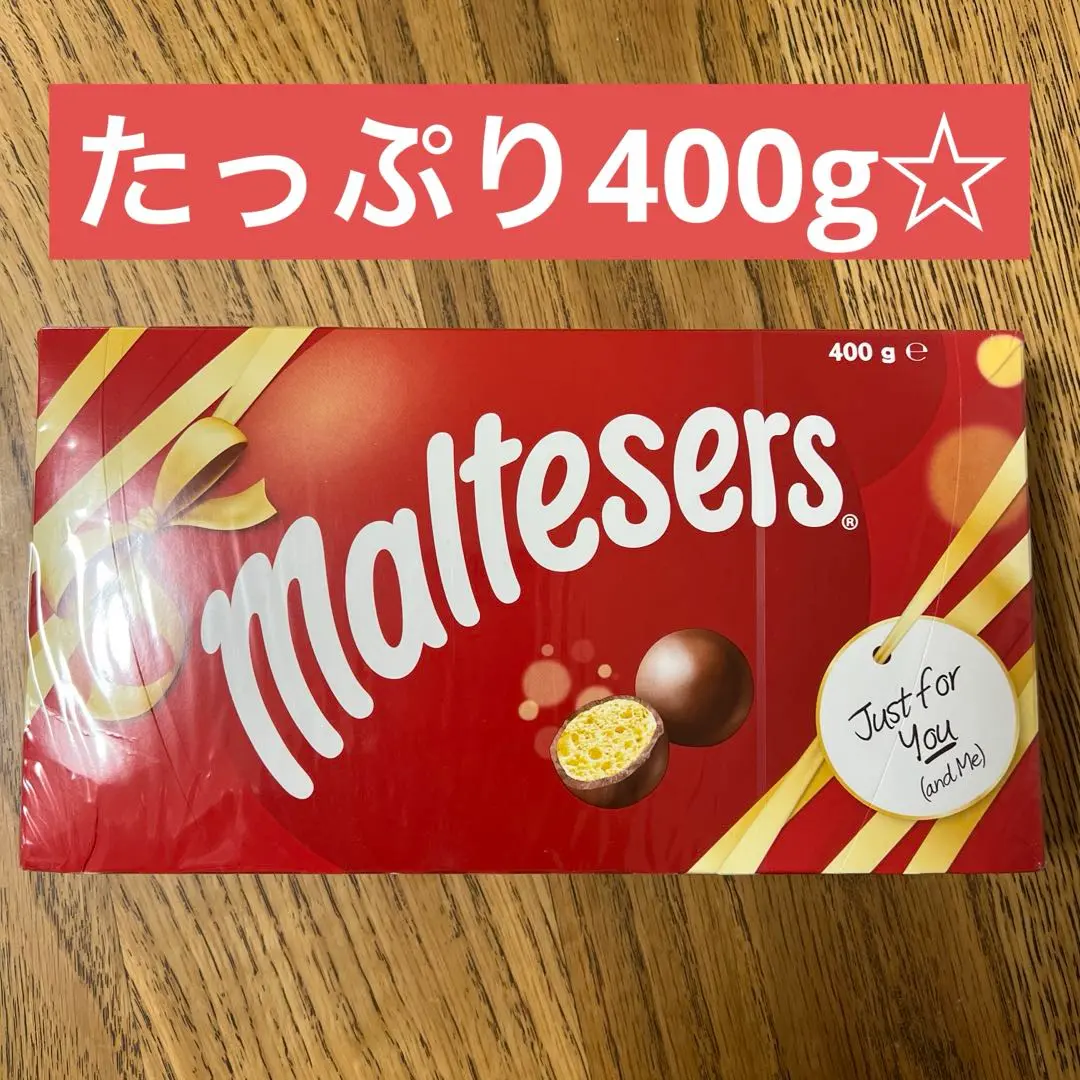 たっぷり400g☆
400 g ℮
Maltesers®
Just for
You
(and Me)